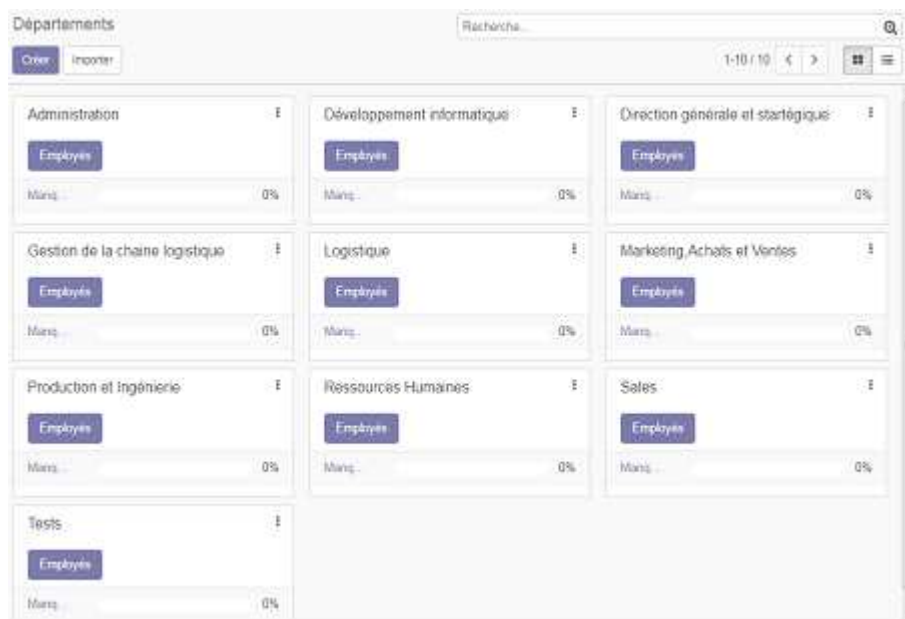 Départements
Recherche...
Créer Importer
1-10 / 10
Administration
Employés
Manq... 0%
Développement informatique
Employés
Manq... 0%
Direction générale et startégique
Employés
Manq... 0%
Gestion de la chaine logistique
Employés
Manq... 0%
Logistique
Employés
Manq... 0%
Marketing,Achats et Ventes
Employés
Manq... 0%
Production et Ingénierie
Employés
Manq... 0%
Ressources Humaines
Employés
Manq... 0%
Sales
Employés
Manq... 0%
Tests
Employés
Manq... 0%